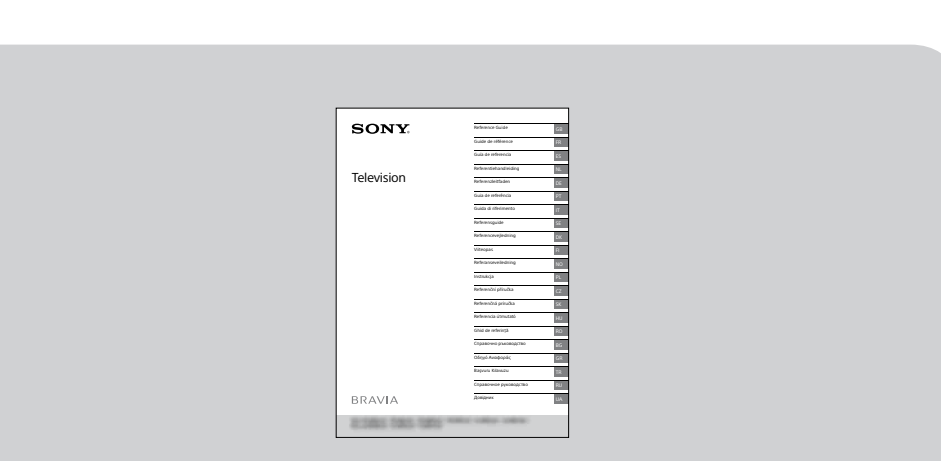 SONY
Television
Reference Guide GB
Guide de référence FR
Guía de referencia ES
Referentiehandleiding NL
Referenzleitfaden DE
Guia de referência PT
Guida di riferimento IT
Referensguide SE
Referencevejledning DK
Viiteopas FI
Referanseveiledning NO
Instrukcja PL
Referenční příručka CZ
Referenčná príručka SK
Referencia útmutató HU
Ghid de referință RO
Справочно ръководство BG
Οδηγό Αναφοράς GR
Başvuru Kılavuzu TR
Справочное руководство RU
Довідник UA
BRAVIA